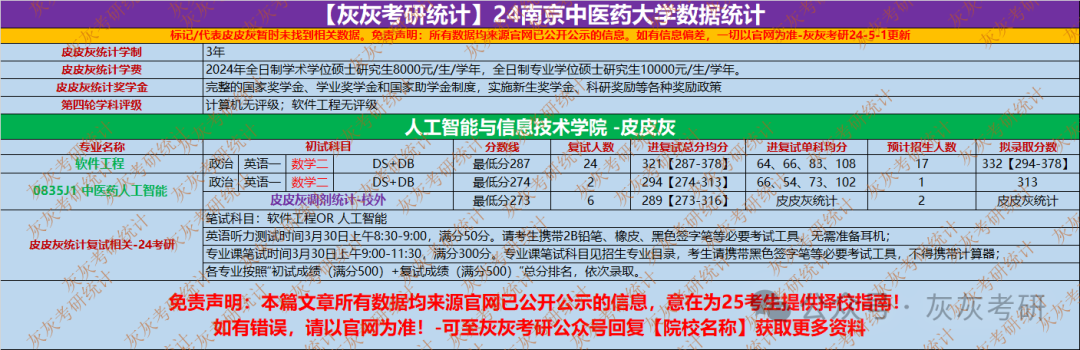 【灰灰考研统计】24南京中医药大学数据统计
标记/代表皮皮灰暂时未找到相关数据。免责声明：所有数据均来源官网已公开公示的信息。如有信息偏差，一切以官网为准-灰灰考研24-5-1更新
皮皮灰统计学制 3年
皮皮灰统计学费 2024年全日制学术学位硕士研究生8000元/生/学年，全日制专业学位硕士研究生10000元/生/学年。
皮皮灰统计奖学金 完整的国家奖学金、学业奖学金和国家助学金制度，实施新生奖学金、科研奖励等各种奖励政策
第四轮学科评级 计算机无评级；软件工程无评级
人工智能与信息技术学院 -皮皮灰
专业名称 初试科目 分数线 复试人数 进复试总分均分 进复试单科均分 预计招生人数 拟录取分数
软件工程 政治 英语一 数学二 DS+DB 最低分287 24 321【287-378】 64、66、83、108 17 332【294-378】
0835J1 中医药人工智能 政治 英语一 数学二 DS+DB 最低分274 2 294【274-313】 66、54、73、102 1 313
皮皮灰调剂统计-校外 最低分273 6 289【273-316】 皮皮灰统计 2 皮皮灰统计
皮皮灰统计复试相关-24考研
笔试科目：软件工程OR 人工智能
英语听力测试时间3月30日上午8:30-9:00，满分50分。请考生携带2B铅笔、橡皮、黑色签字笔等必要考试工具，无需准备耳机；
专业课笔试时间3月30日上午9:00-11:30，满分300分。专业课笔试科目见招生专业目录，考生请携带黑色签字笔等必要考试工具，不得携带计算器；
各专业按照"初试成绩（满分500）+复试成绩（满分500）"总分排名，依次录取。
免责声明：本篇文章所有数据均来源官网已公开公示的信息，意在为25考生提供择校指南！
如有错误，请以官网为准！-可至灰灰考研公众号回复【院校名称】获取更多资料
公众号 · 灰灰考研